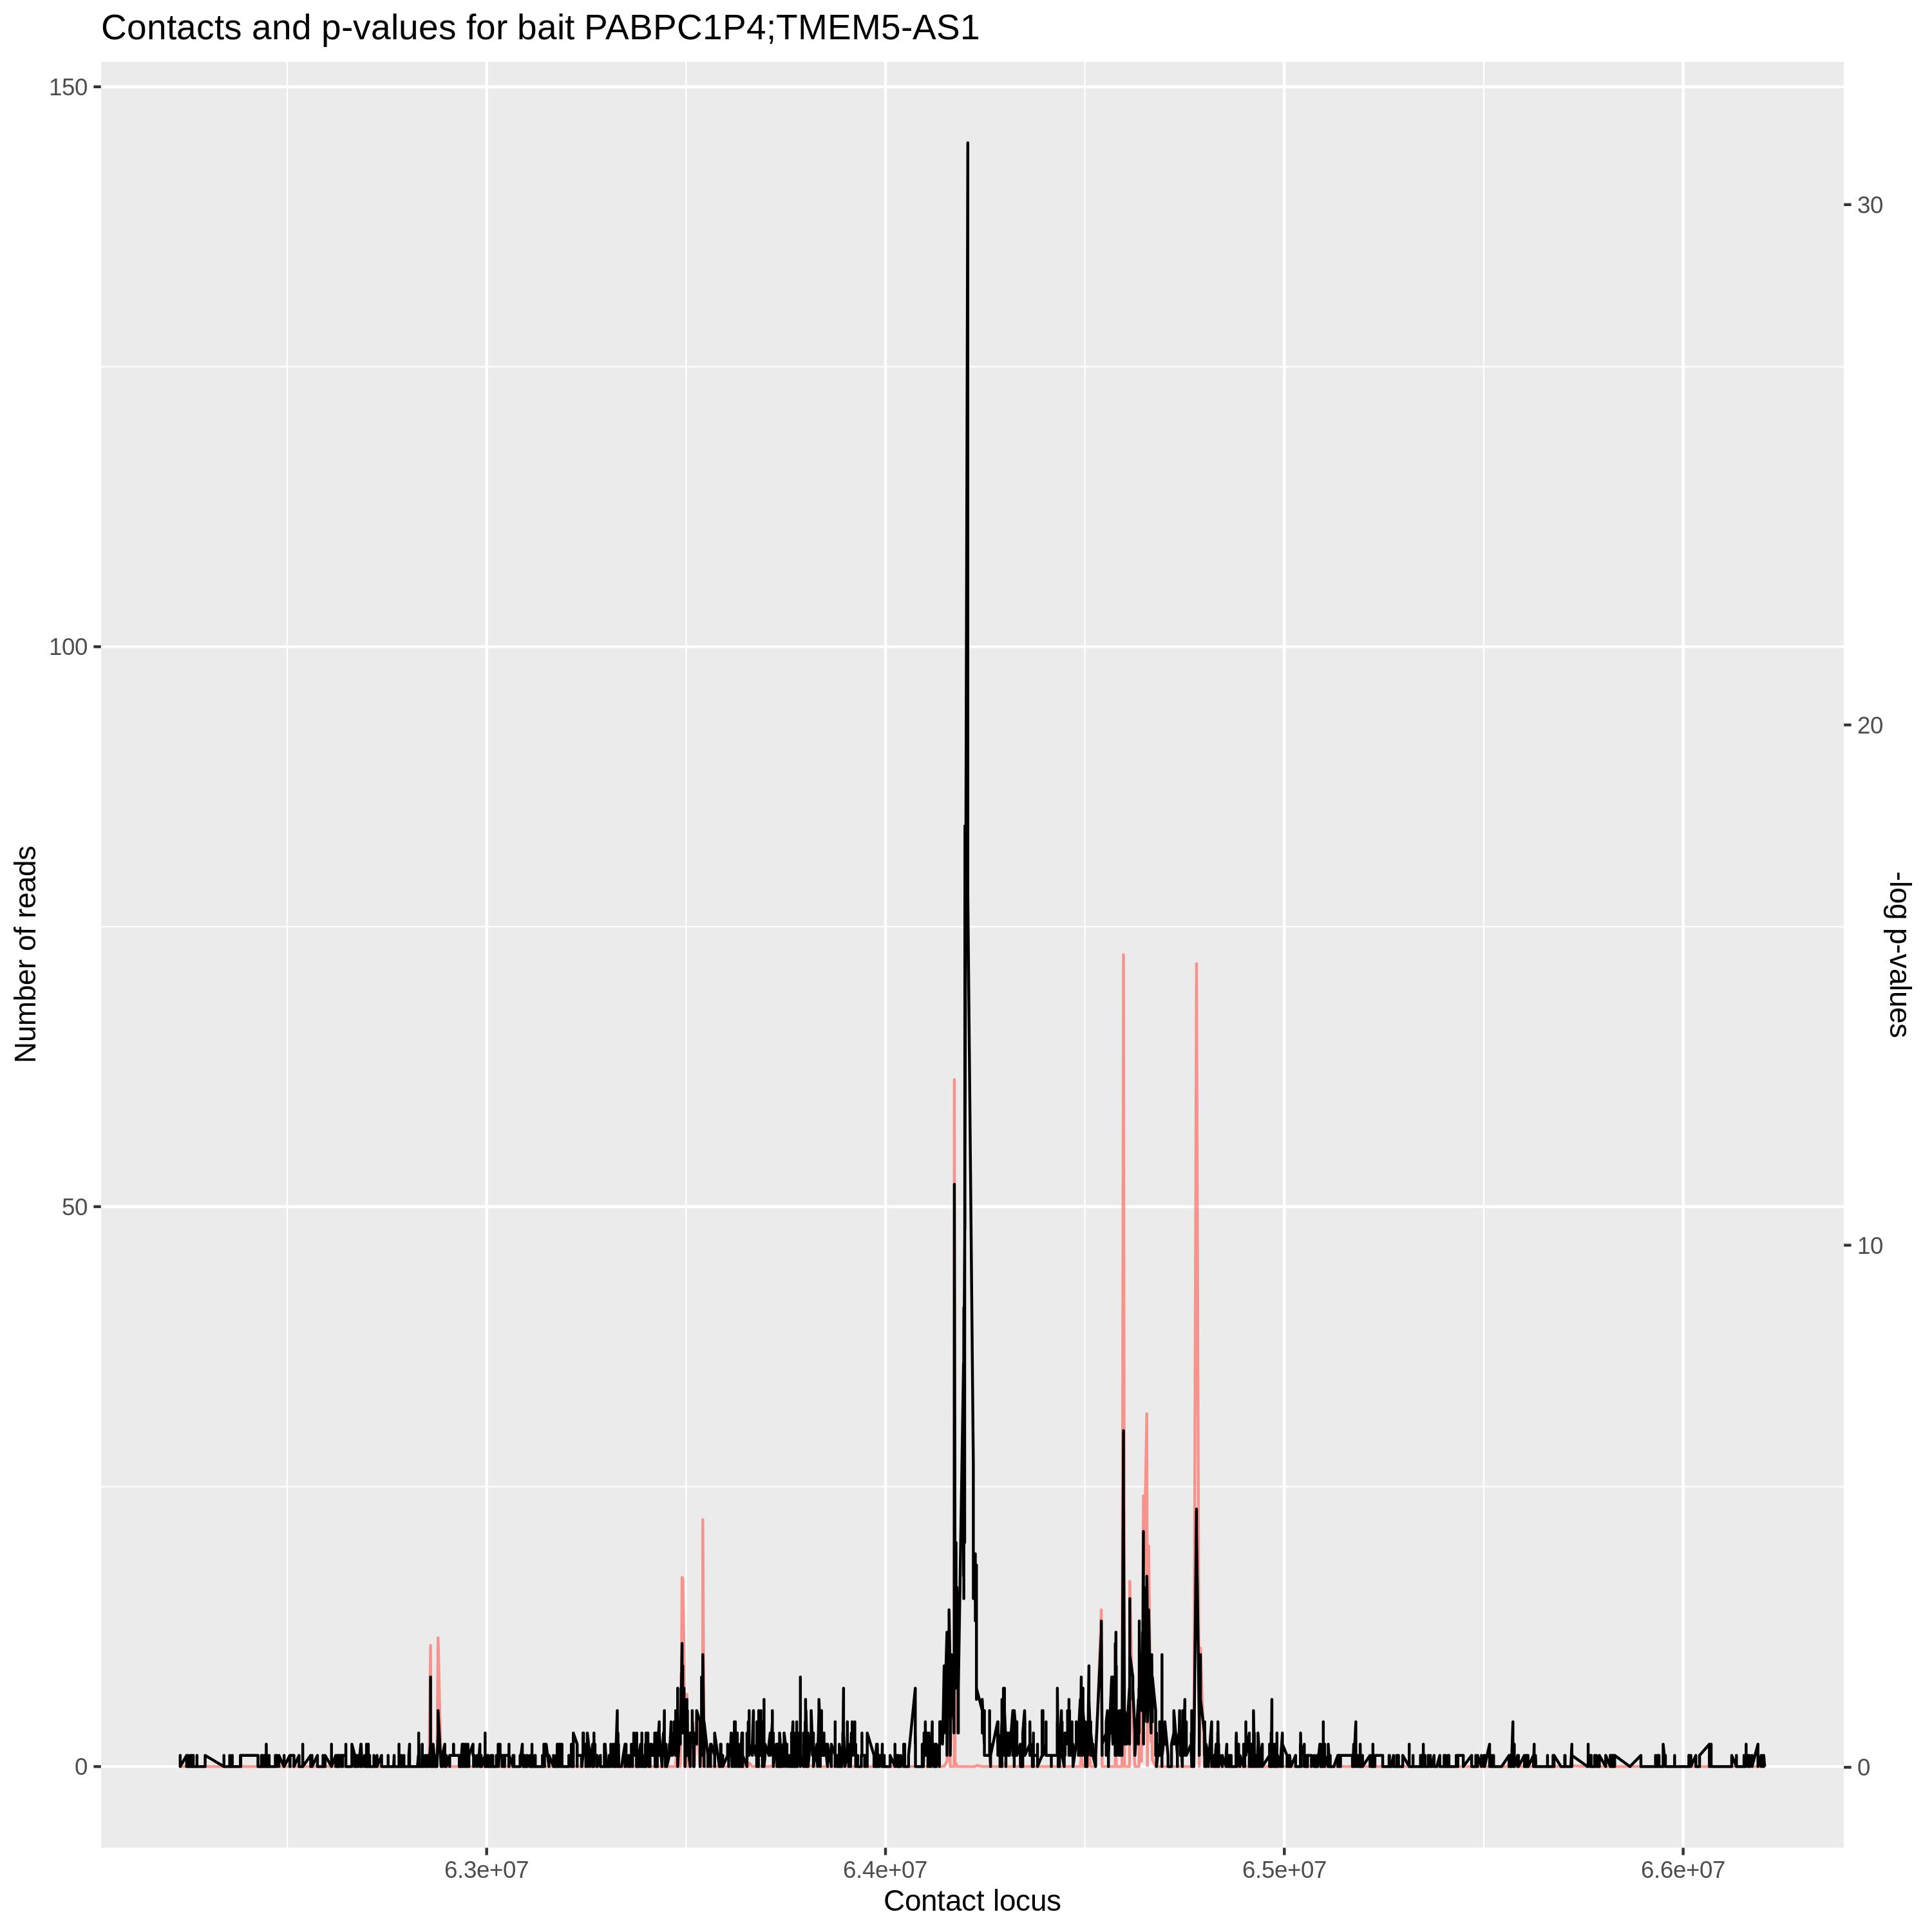 Contacts and p-values for bait PABPC1P4;TMEM5-AS1
150
100
50
0
Number of reads
30
20
10
0
-log p-values
6.3e+07
6.4e+07
6.5e+07
6.6e+07
Contact locus